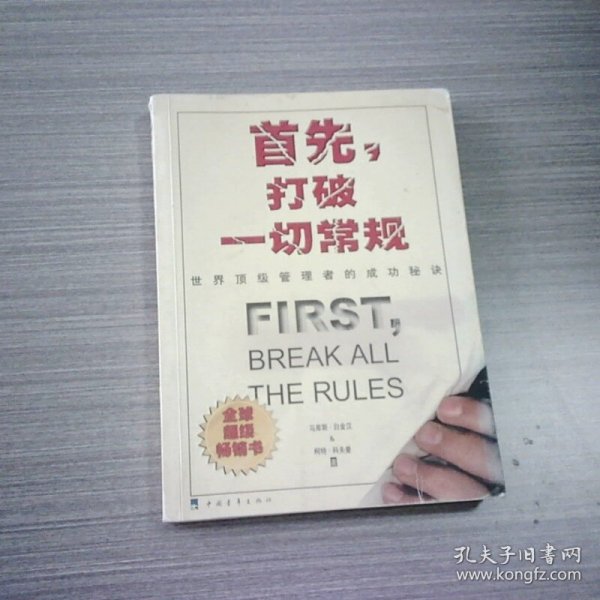 首先，
打破
一切常规
世界顶级管理者的成功秘诀
FIRST,
BREAK ALL
THE RULES
全球
超级
畅销书
马库斯·白金汉
&
柯特·科夫曼
著
中国青年出版社
孔夫子旧书网
www.kongfz.com